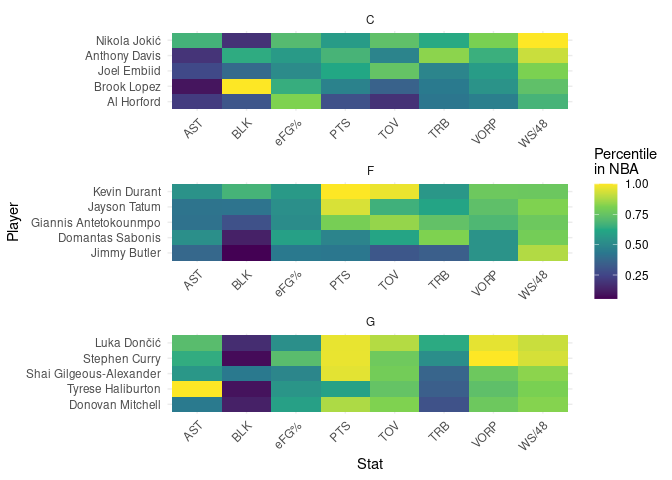 C
Nikola Jokić
Anthony Davis
Joel Embiid
Brook Lopez
Al Horford
AST BLK eFG% PTS TOV TRB VORP WS/48
F
Kevin Durant
Jayson Tatum
Giannis Antetokounmpo
Domantas Sabonis
Jimmy Butler
AST BLK eFG% PTS TOV TRB VORP WS/48
G
Luka Dončić
Stephen Curry
Shai Gilgeous-Alexander
Tyrese Haliburton
Donovan Mitchell
AST BLK eFG% PTS TOV TRB VORP WS/48
Player
Stat
Percentile
in NBA
1.00
0.75
0.50
0.25